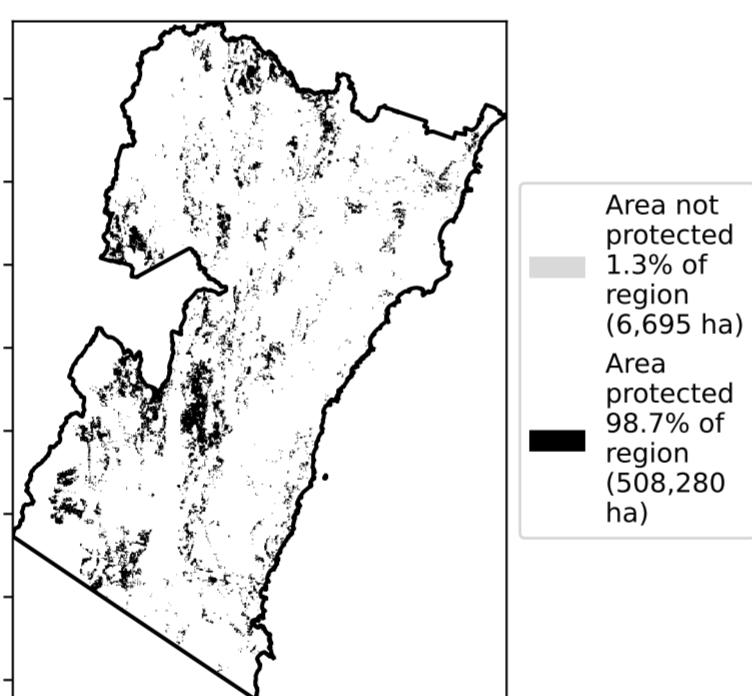 Area not
protected
1.3% of
region
(6,695 ha)
Area
protected
98.7% of
region
(508,280
ha)